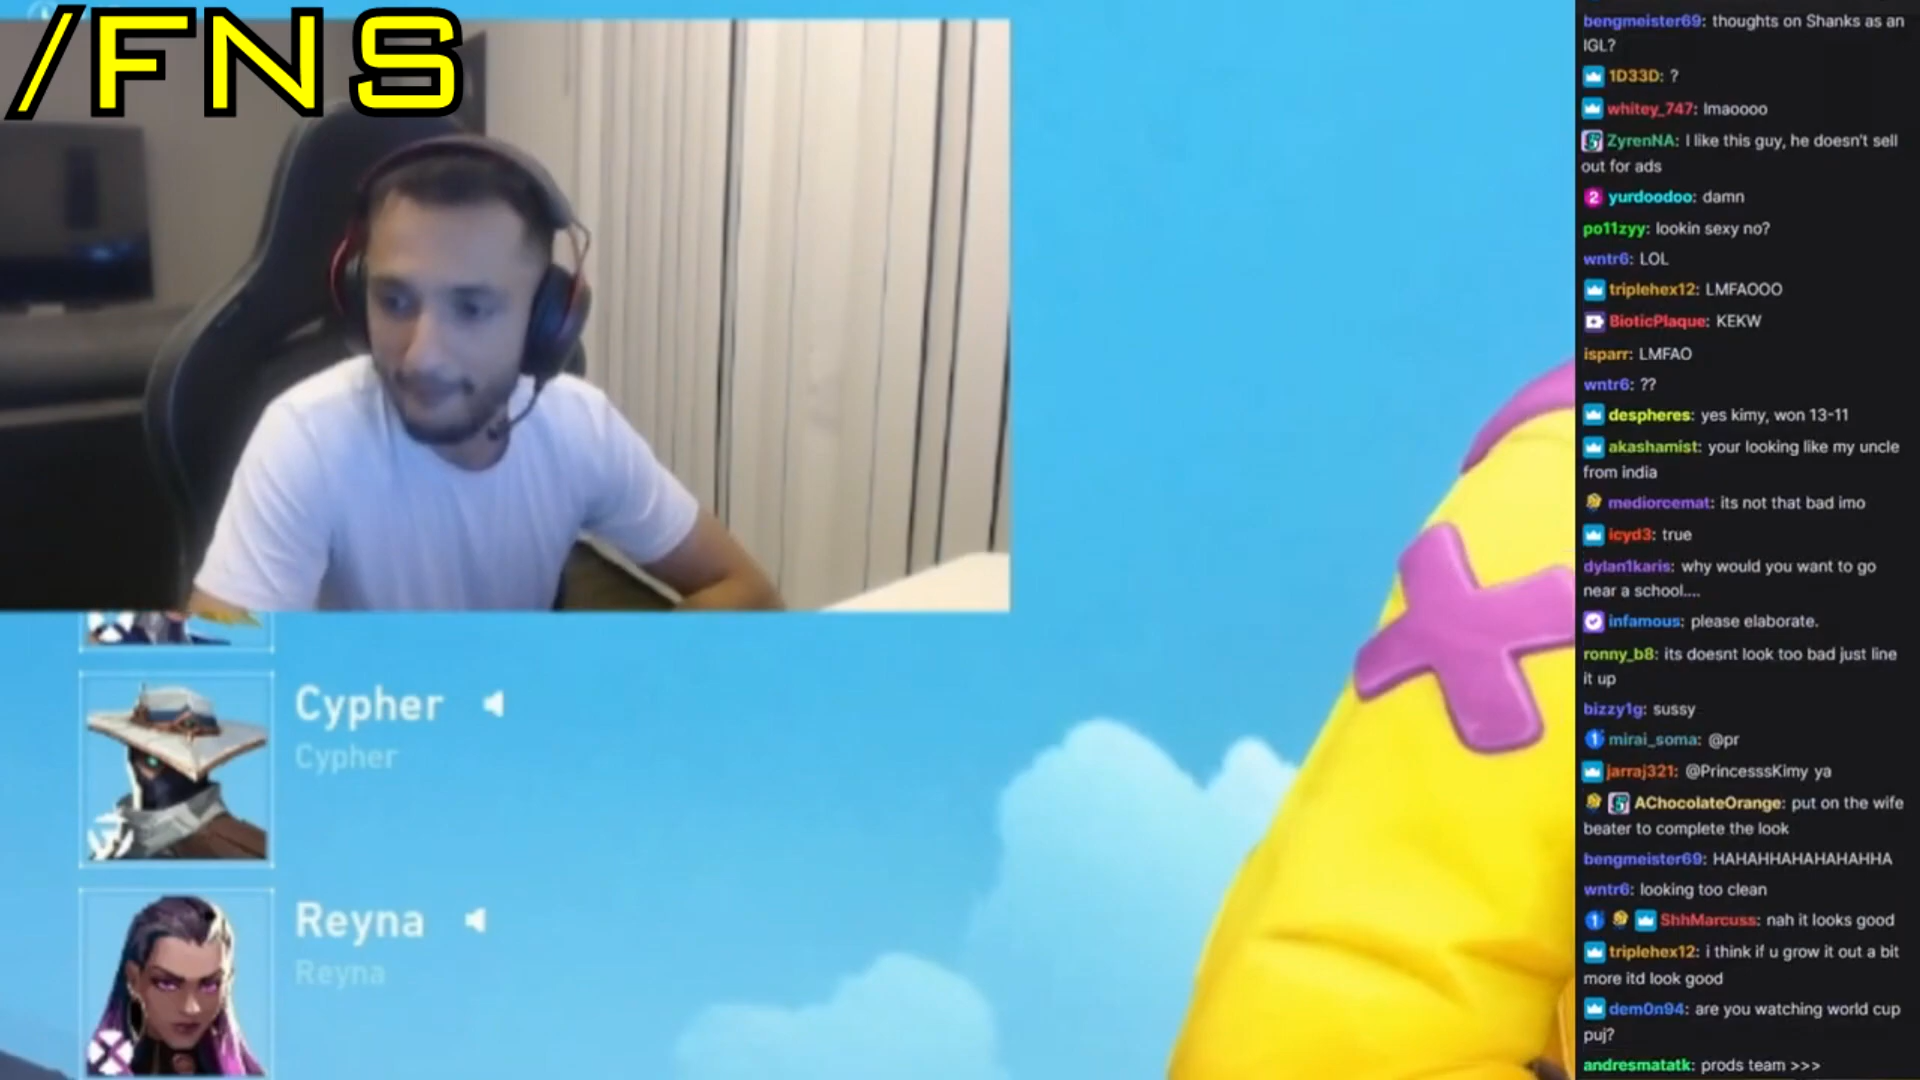 /FNS
Cypher
Cypher
Reyna
Reyna
bengmeister69: thoughts on Shanks as an
IGL?
1D33D: ?
whitey_747: lmaoooo
ZyrenNA: I like this guy, he doesn't sell
out for ads
2 yurdoodoo: damn
po11zyy: lookin sexy no?
wntr6: LOL
triplehex12: LMFAOOO
BioticPlaque: KEKW
isparr: LMFAO
wntr6: ??
despheres: yes kimy, won 13-11
akashamist: your looking like my uncle
from india
mediorcemat: its not that bad imo
icyd3: true
dylan1karis: why would you want to go
near a school....
infamous: please elaborate.
ronny_b8: its doesnt look too bad just line
it up
bizzy1g: sussy
1 mirai_soma: @pr
jarraj321: @PrincesssKimy ya
AChocolateOrange: put on the wife
beater to complete the look
bengmeister69: HAHAHHAHAHAHAHHA
wntr6: looking too clean
1 ShhMarcuss: nah it looks good
triplehex12: i think if u grow it out a bit
more itd look good
dem0n94: are you watching world cup
puj?
andresmatatk: prods team >>>